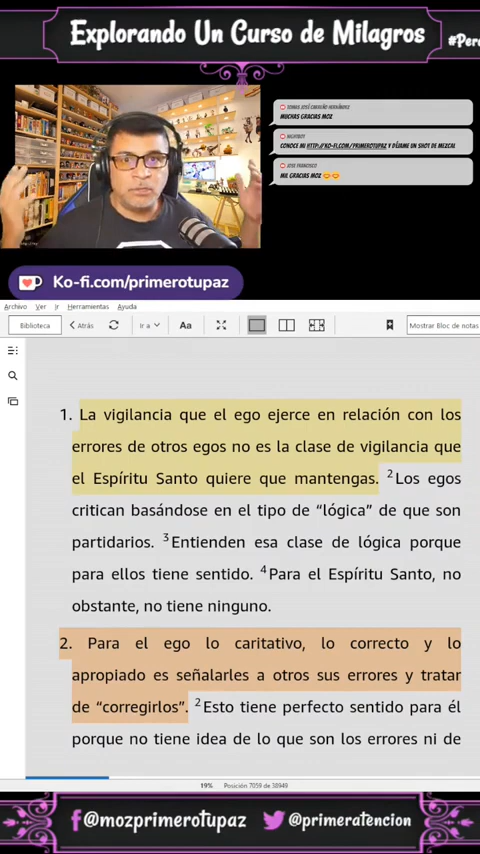 Explorando Un Curso de Milagros
#Per
TOMAS JOSÉ CARREÑO HERNÁNDEZ
MUCHAS GRACIAS MOZ
NIGHTBOT
CONOCE MI HTTP://KO-FI.COM/PRIMEROTUPAZ Y DÉJAME UN SHOT DE MEZCAL
JOSE FRANCISCO
MIL GRACIAS MOZ 😊😊
Ko-fi.com/primerotupaz
Archivo Ver Ir Herramientas Ayuda
Biblioteca Atrás Ir a Aa Mostrar Bloc de notas
1. La vigilancia que el ego ejerce en relación con los
errores de otros egos no es la clase de vigilancia que
el Espíritu Santo quiere que mantengas. ²Los egos
critican basándose en el tipo de “lógica” de que son
partidarios. ³Entienden esa clase de lógica porque
para ellos tiene sentido. ⁴Para el Espíritu Santo, no
obstante, no tiene ninguno.
2. Para el ego lo caritativo, lo correcto y lo
apropiado es señalarles a otros sus errores y tratar
de “corregirlos”. ²Esto tiene perfecto sentido para él
porque no tiene idea de lo que son los errores ni de
19% Posición 7059 de 38949
@mozprimerotupaz @primeratencion